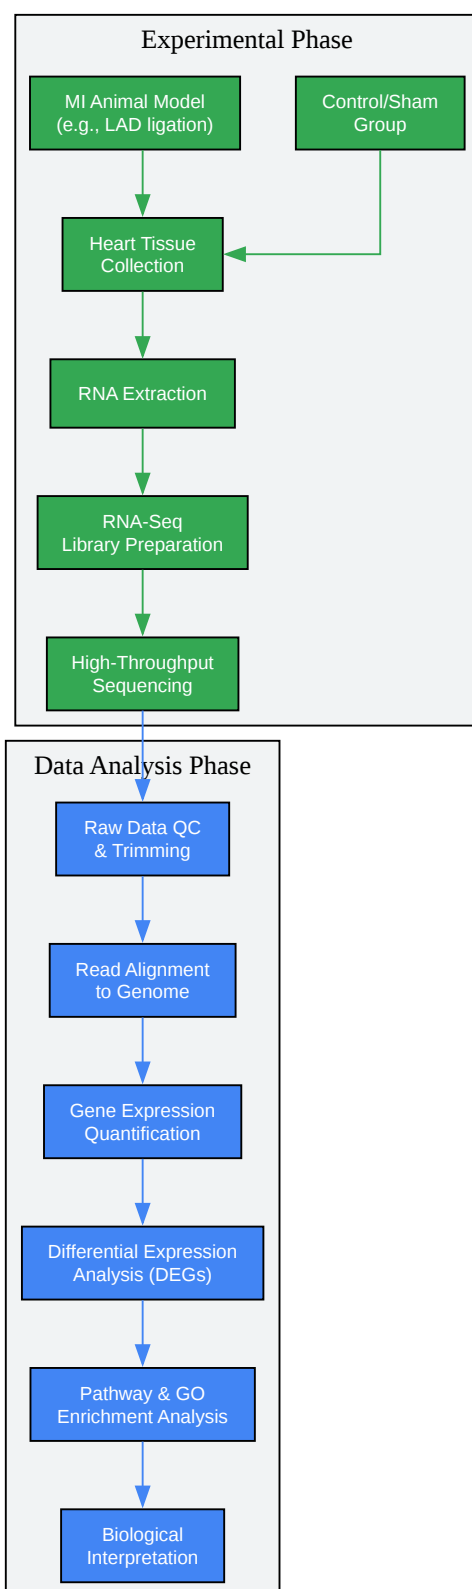 Experimental Phase
MI Animal Model
(e.g., LAD ligation)
Control/Sham
Group
Heart Tissue
Collection
RNA Extraction
RNA-Seq
Library Preparation
High-Throughput
Sequencing
Data Analysis Phase
Raw Data QC
& Trimming
Read Alignment
to Genome
Gene Expression
Quantification
Differential Expression
Analysis (DEGs)
Pathway & GO
Enrichment Analysis
Biological
Interpretation